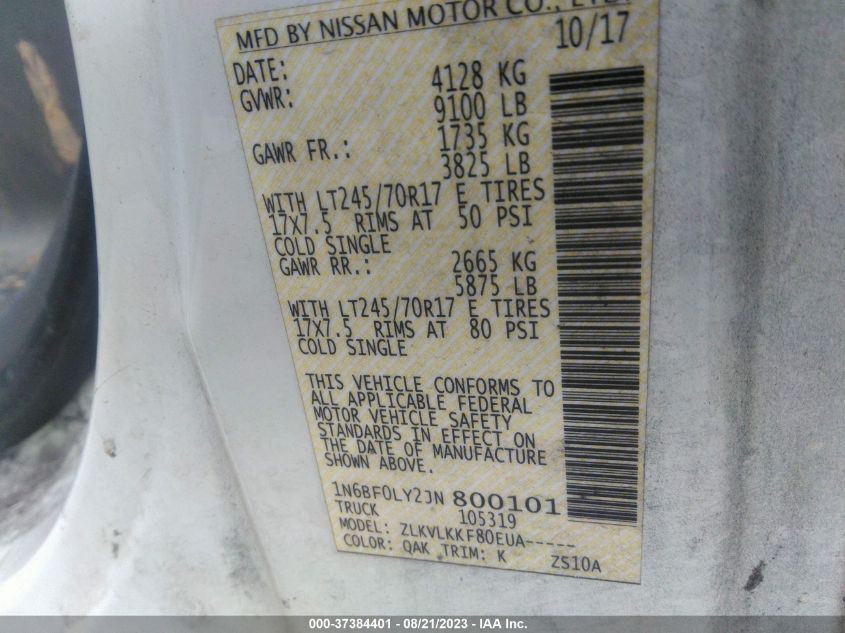 MFD BY NISSAN MOTOR CO., LTD.
DATE: 10/17
GVWR: 4128 KG
9100 LB
GAWR FR.: 1735 KG
3825 LB
WITH LT245/70R17 E TIRES
17X7.5 RIMS AT 50 PSI
COLD SINGLE
GAWR RR.: 2665 KG
5875 LB
WITH LT245/70R17 E TIRES
17X7.5 RIMS AT 80 PSI
COLD SINGLE
THIS VEHICLE CONFORMS TO
ALL APPLICABLE FEDERAL
MOTOR VEHICLE SAFETY
STANDARDS IN EFFECT ON
THE DATE OF MANUFACTURE
SHOWN ABOVE.
1N6BF0LY2JN 800101
TRUCK 105319
MODEL: ZLKVLKKF80EUA-----
COLOR: QAK TRIM: K ZS10A
000-37384401 - 08/21/2023 - IAA Inc.